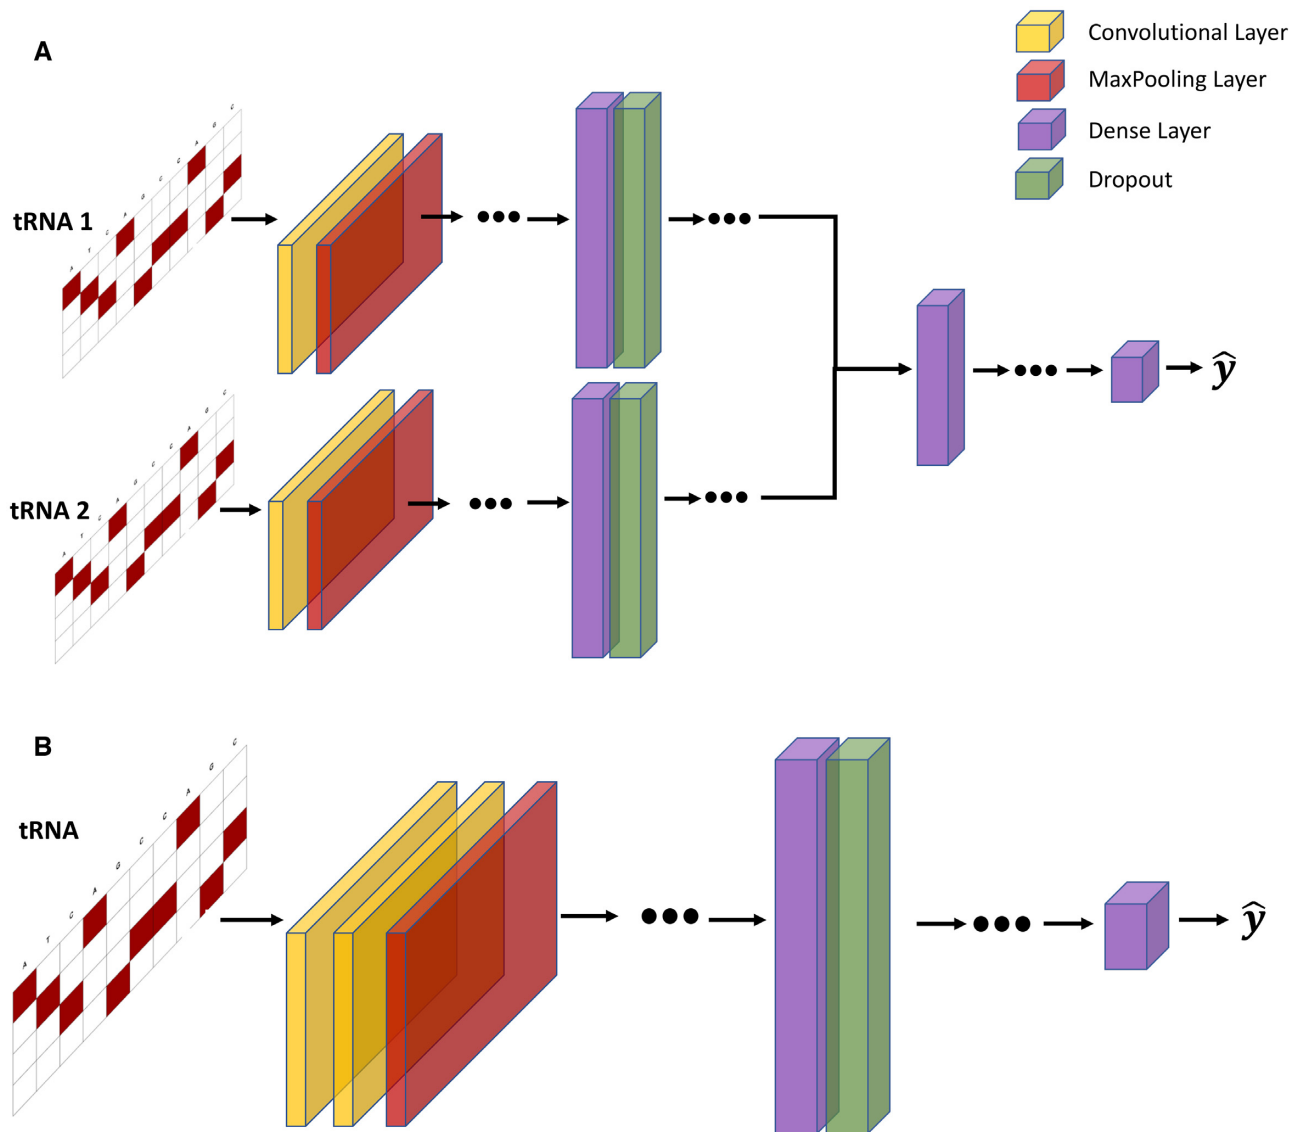 A
Convolutional Layer
MaxPooling Layer
Dense Layer
Dropout
A T C A G C C A G C
tRNA 1
ŷ
A T C A G C C A G C
tRNA 2
B
A T C A G C C A G C
tRNA
ŷ